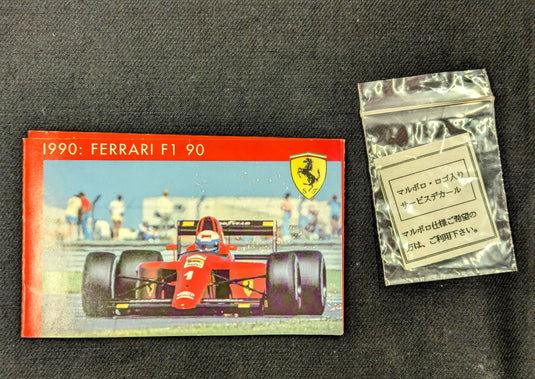 1990: FERRARI F1 90
GOODYEAR
1
S F
マルボロ・ロゴ入り
サービスデカール
マルボロ仕様ご希望の
方は、ご利用下さい。